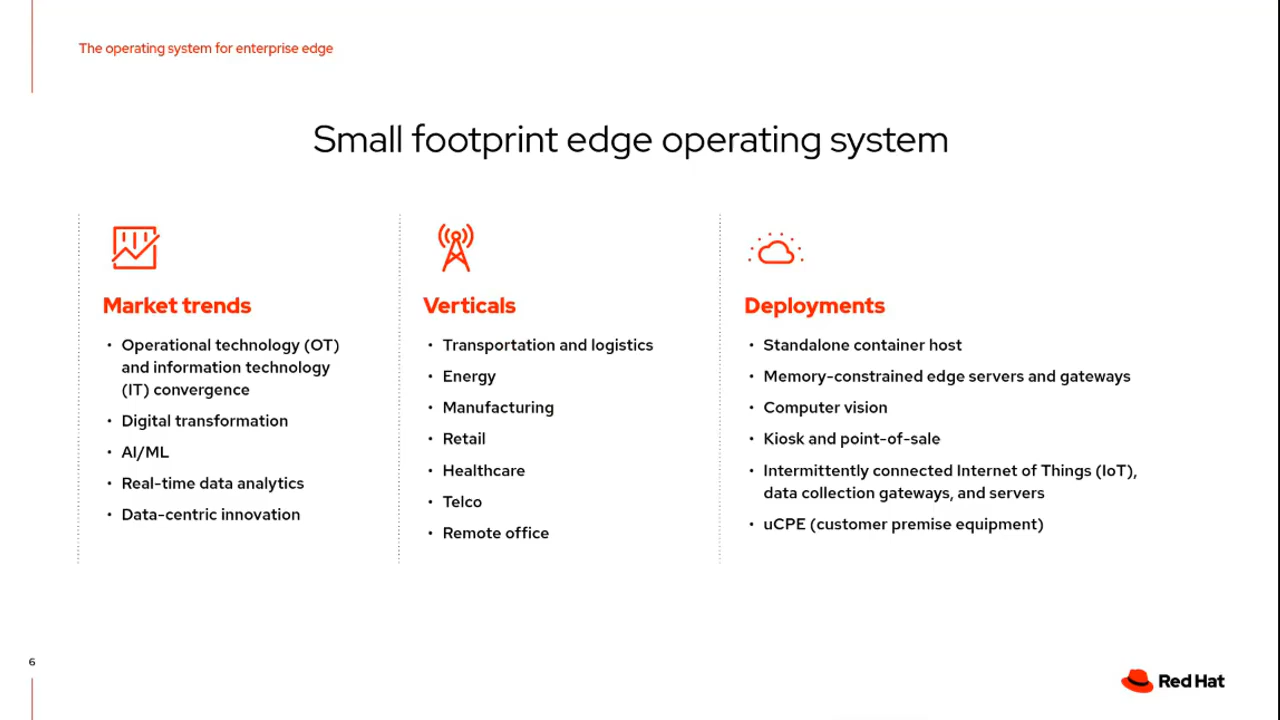 The operating system for enterprise edge
Small footprint edge operating system
Market trends
• Operational technology (OT)
and information technology
(IT) convergence
• Digital transformation
• AI/ML
• Real-time data analytics
• Data-centric innovation
Verticals
• Transportation and logistics
• Energy
• Manufacturing
• Retail
• Healthcare
• Telco
• Remote office
Deployments
• Standalone container host
• Memory-constrained edge servers and gateways
• Computer vision
• Kiosk and point-of-sale
• Intermittently connected Internet of Things (IoT),
data collection gateways, and servers
• uCPE (customer premise equipment)
6
Red Hat